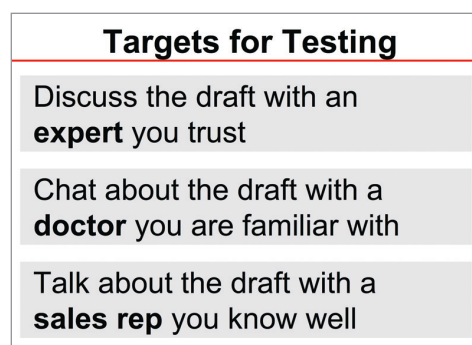 Targets for Testing
Discuss the draft with an
expert you trust
Chat about the draft with a
doctor you are familiar with
Talk about the draft with a
sales rep you know well